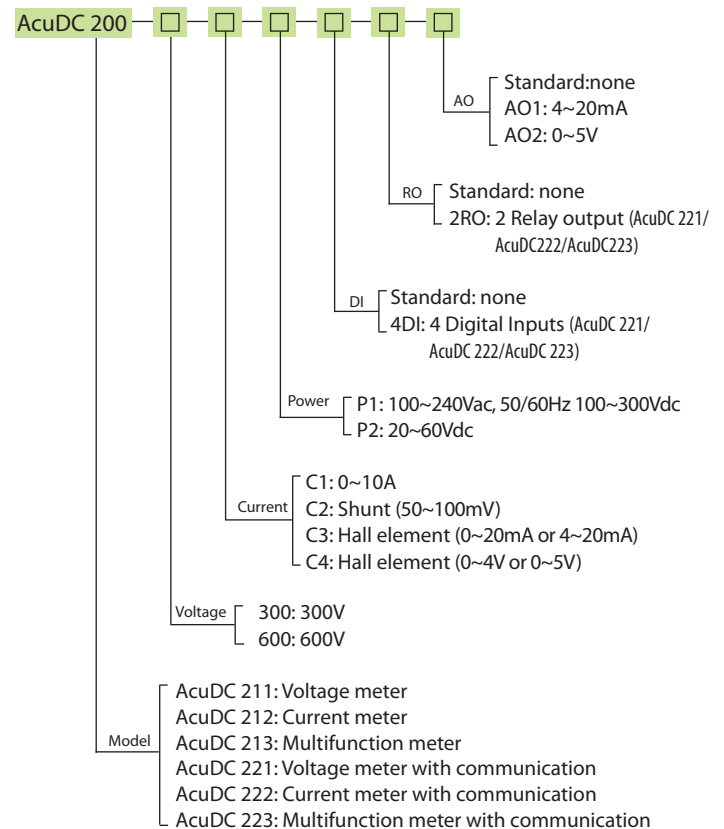 AcuDC 200
Standard:none
AO
AO1: 4~20mA
AO2: 0~5V
RO
Standard: none
2RO: 2 Relay output (AcuDC 221/
AcuDC222/AcuDC223)
DI
Standard: none
4DI: 4 Digital Inputs (AcuDC 221/
AcuDC 222/AcuDC 223)
Power
P1: 100~240Vac, 50/60Hz 100~300Vdc
P2: 20~60Vdc
C1: 0~10A
Current
C2: Shunt (50~100mV)
C3: Hall element (0~20mA or 4~20mA)
C4: Hall element (0~4V or 0~5V)
Voltage
300: 300V
600: 600V
AcuDC 211: Voltage meter
AcuDC 212: Current meter
Model
AcuDC 213: Multifunction meter
AcuDC 221: Voltage meter with communication
AcuDC 222: Current meter with communication
AcuDC 223: Multifunction meter with communication